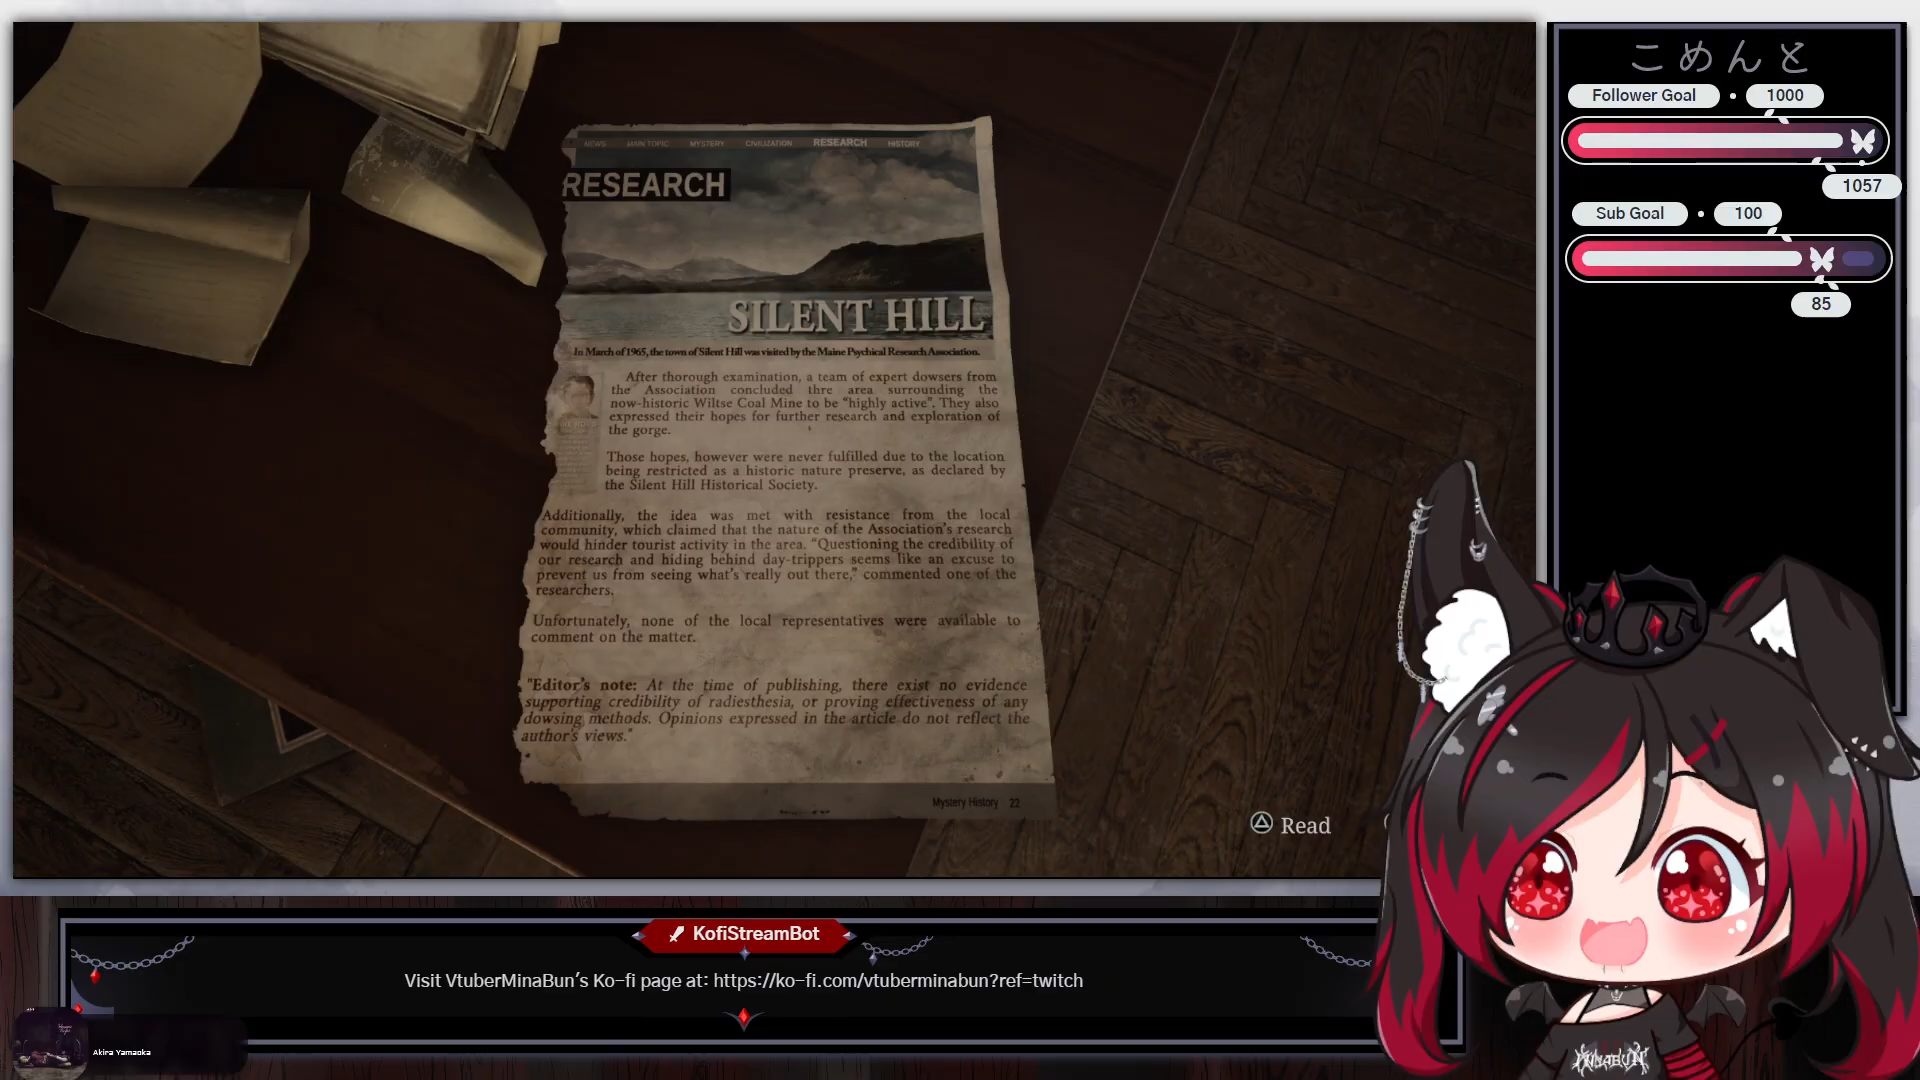 NEWS MAIN TOPIC MYSTERY CIVILIZATION RESEARCH HISTORY
RESEARCH
SILENT HILL
In March of 1965, the town of Silent Hill was visited by the Maine Psychical Research Association.
After thorough examination, a team of expert dowsers from
the Association concluded thre area surrounding the
now-historic Wiltse Coal Mine to be "highly active". They also
expressed their hopes for further research and exploration of
the gorge.
Those hopes, however were never fulfilled due to the location
being restricted as a historic nature preserve, as declared by
the Silent Hill Historical Society.
Additionally, the idea was met with resistance from the local
community, which claimed that the nature of the Association's research
would hinder tourist activity in the area. "Questioning the credibility of
our research and hiding behind day-trippers seems like an excuse to
prevent us from seeing what's really out there," commented one of the
researchers.
Unfortunately, none of the local representatives were available to
comment on the matter.
"Editor's note: At the time of publishing, there exist no evidence
supporting credibility of radiesthesia, or proving effectiveness of any
dowsing methods. Opinions expressed in the article do not reflect the
author's views."
Mystery History 22
Read
こめんと
Follower Goal • 1000
1057
Sub Goal • 100
85
KofiStreamBot
Visit VtuberMinaBun's Ko-fi page at: https://ko-fi.com/vtuberminabun?ref=twitch
Akira Yamaoka
MINABUN